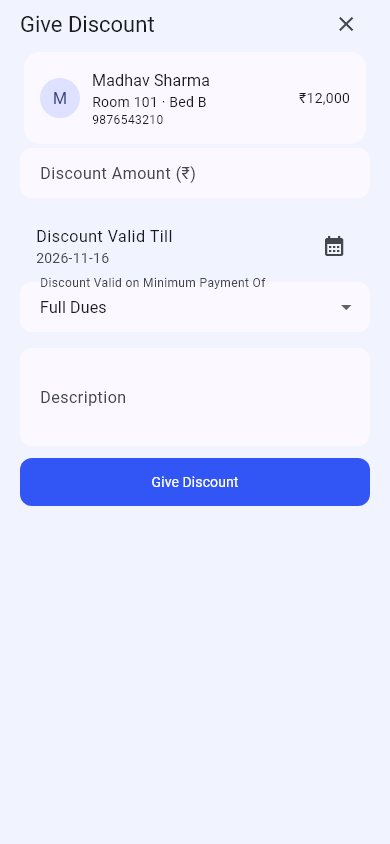 Give Discount
M
Madhav Sharma
Room 101 · Bed B
9876543210
₹12,000
Discount Amount (₹)
Discount Valid Till
2026-11-16
Discount Valid on Minimum Payment Of
Full Dues
Description
Give Discount